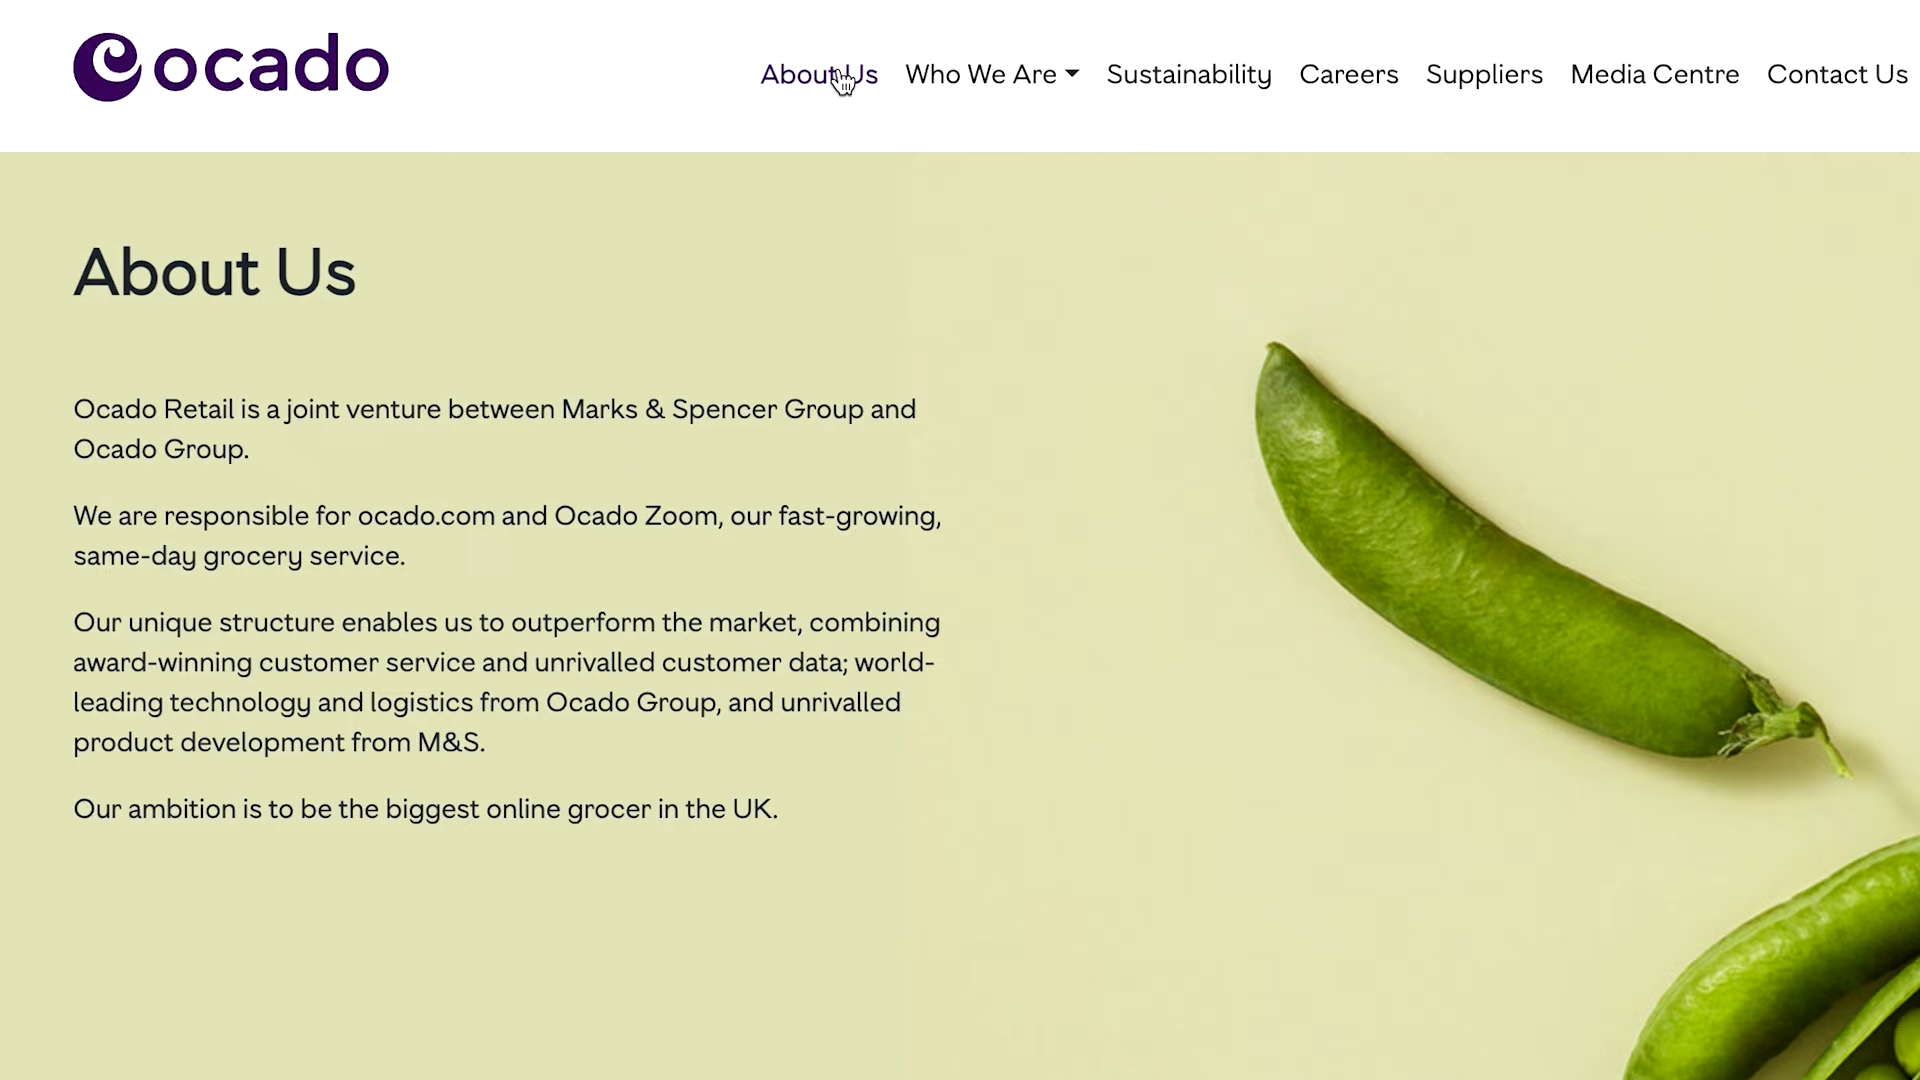 ocado
About Us Who We Are Sustainability Careers Suppliers Media Centre Contact Us
About Us
Ocado Retail is a joint venture between Marks & Spencer Group and
Ocado Group.
We are responsible for ocado.com and Ocado Zoom, our fast-growing,
same-day grocery service.
Our unique structure enables us to outperform the market, combining
award-winning customer service and unrivalled customer data; world-
leading technology and logistics from Ocado Group, and unrivalled
product development from M&S.
Our ambition is to be the biggest online grocer in the UK.